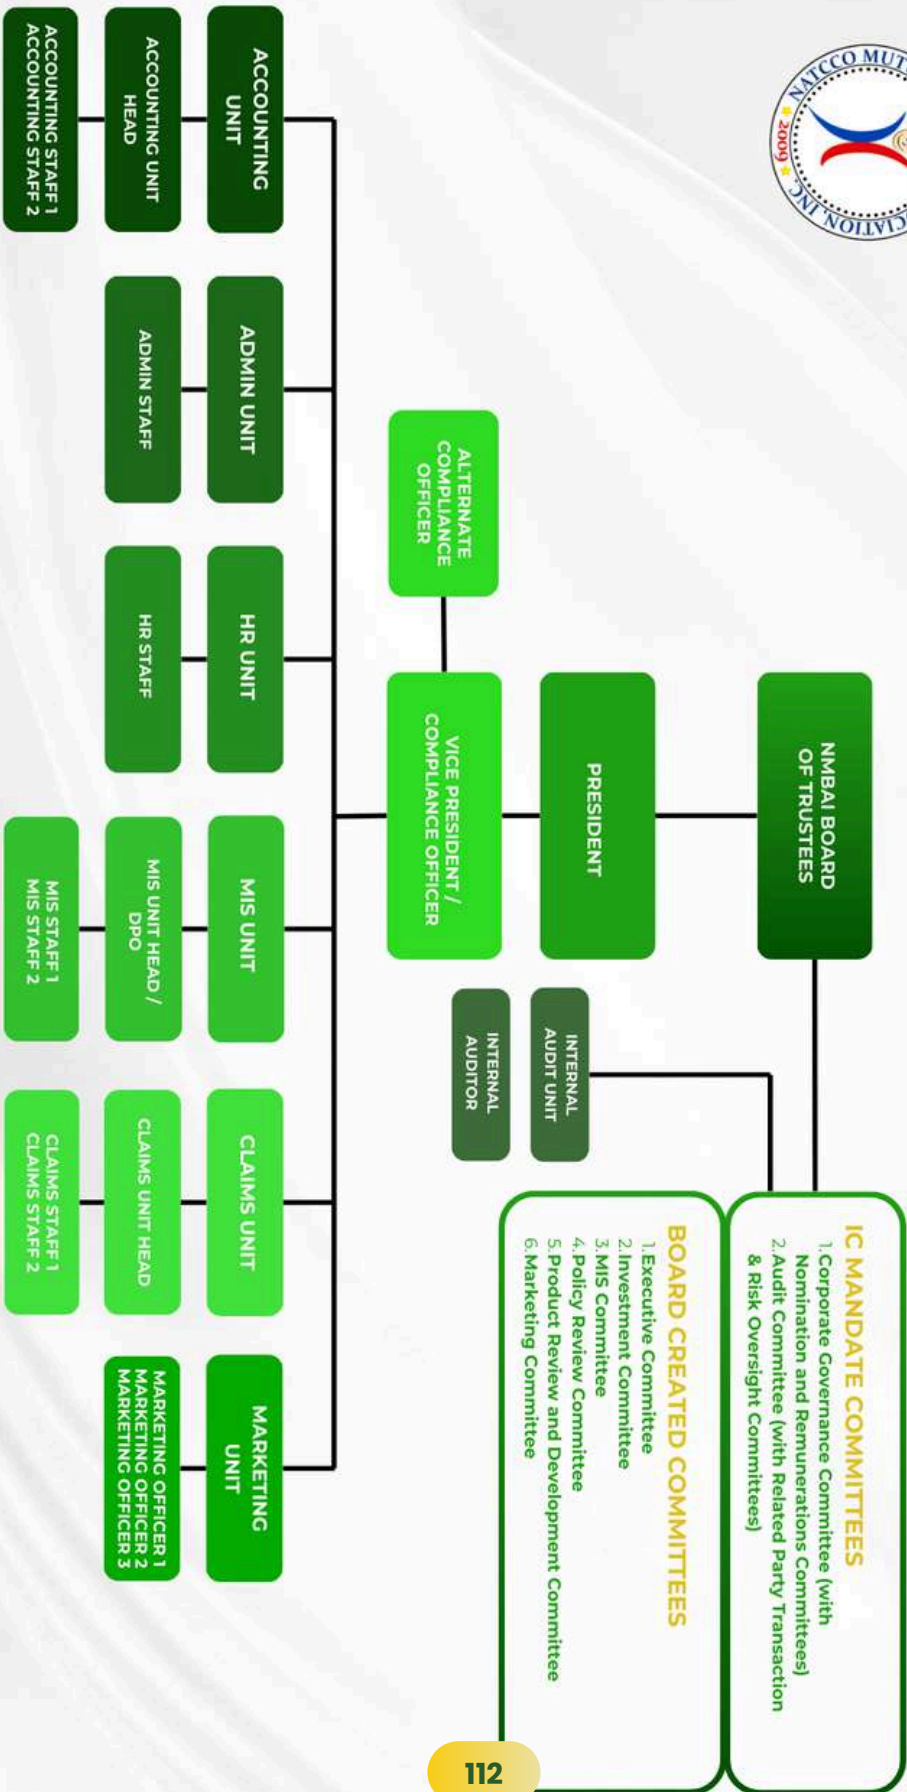 NATCCO MUT
CIATION, INC.
2009
NMBAI BOARD
OF TRUSTEES
IC MANDATE COMMITTEES
1. Corporate Governance Committee (with
Nomination and Remunerations Committees)
2. Audit Committee (with Related Party Transaction
& Risk Oversight Committees)
BOARD CREATED COMMITTEES
1. Executive Committee
2. Investment Committee
3. MIS Committee
4. Policy Review Committee
5. Product Review and Development Committee
6. Marketing Committee
PRESIDENT
INTERNAL
AUDIT UNIT
INTERNAL
AUDITOR
ALTERNATE
COMPLIANCE
OFFICER
VICE PRESIDENT /
COMPLIANCE OFFICER
ACCOUNTING
UNIT
ADMIN UNIT
HR UNIT
MIS UNIT
CLAIMS UNIT
MARKETING
UNIT
ACCOUNTING UNIT
HEAD
ADMIN STAFF
HR STAFF
MIS UNIT HEAD /
DPO
CLAIMS UNIT HEAD
MARKETING OFFICER 1
MARKETING OFFICER 2
MARKETING OFFICER 3
ACCOUNTING STAFF 1
ACCOUNTING STAFF 2
MIS STAFF 1
MIS STAFF 2
CLAIMS STAFF 1
CLAIMS STAFF 2
112